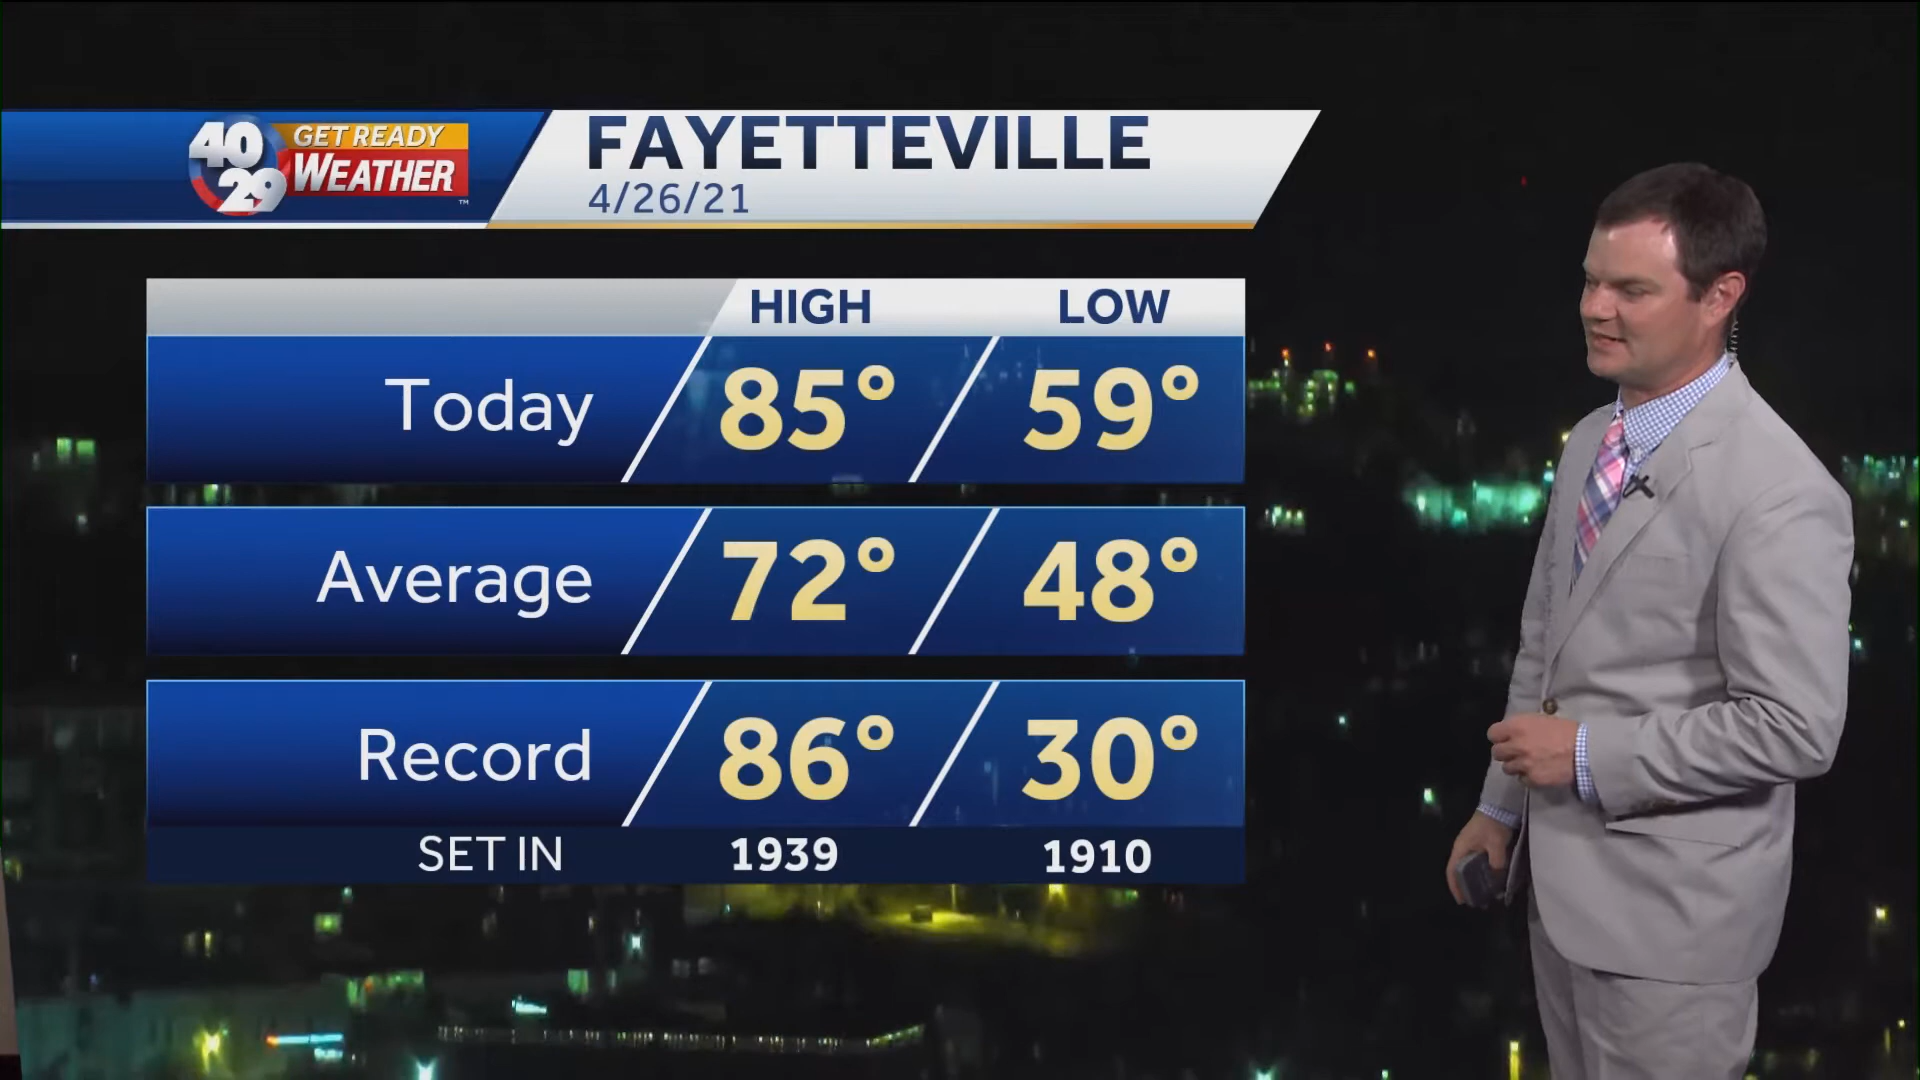 40
29
GET READY
WEATHER™
FAYETTEVILLE
4/26/21
HIGH LOW
Today 85° 59°
Average 72° 48°
Record 86° 30°
SET IN 1939 1910